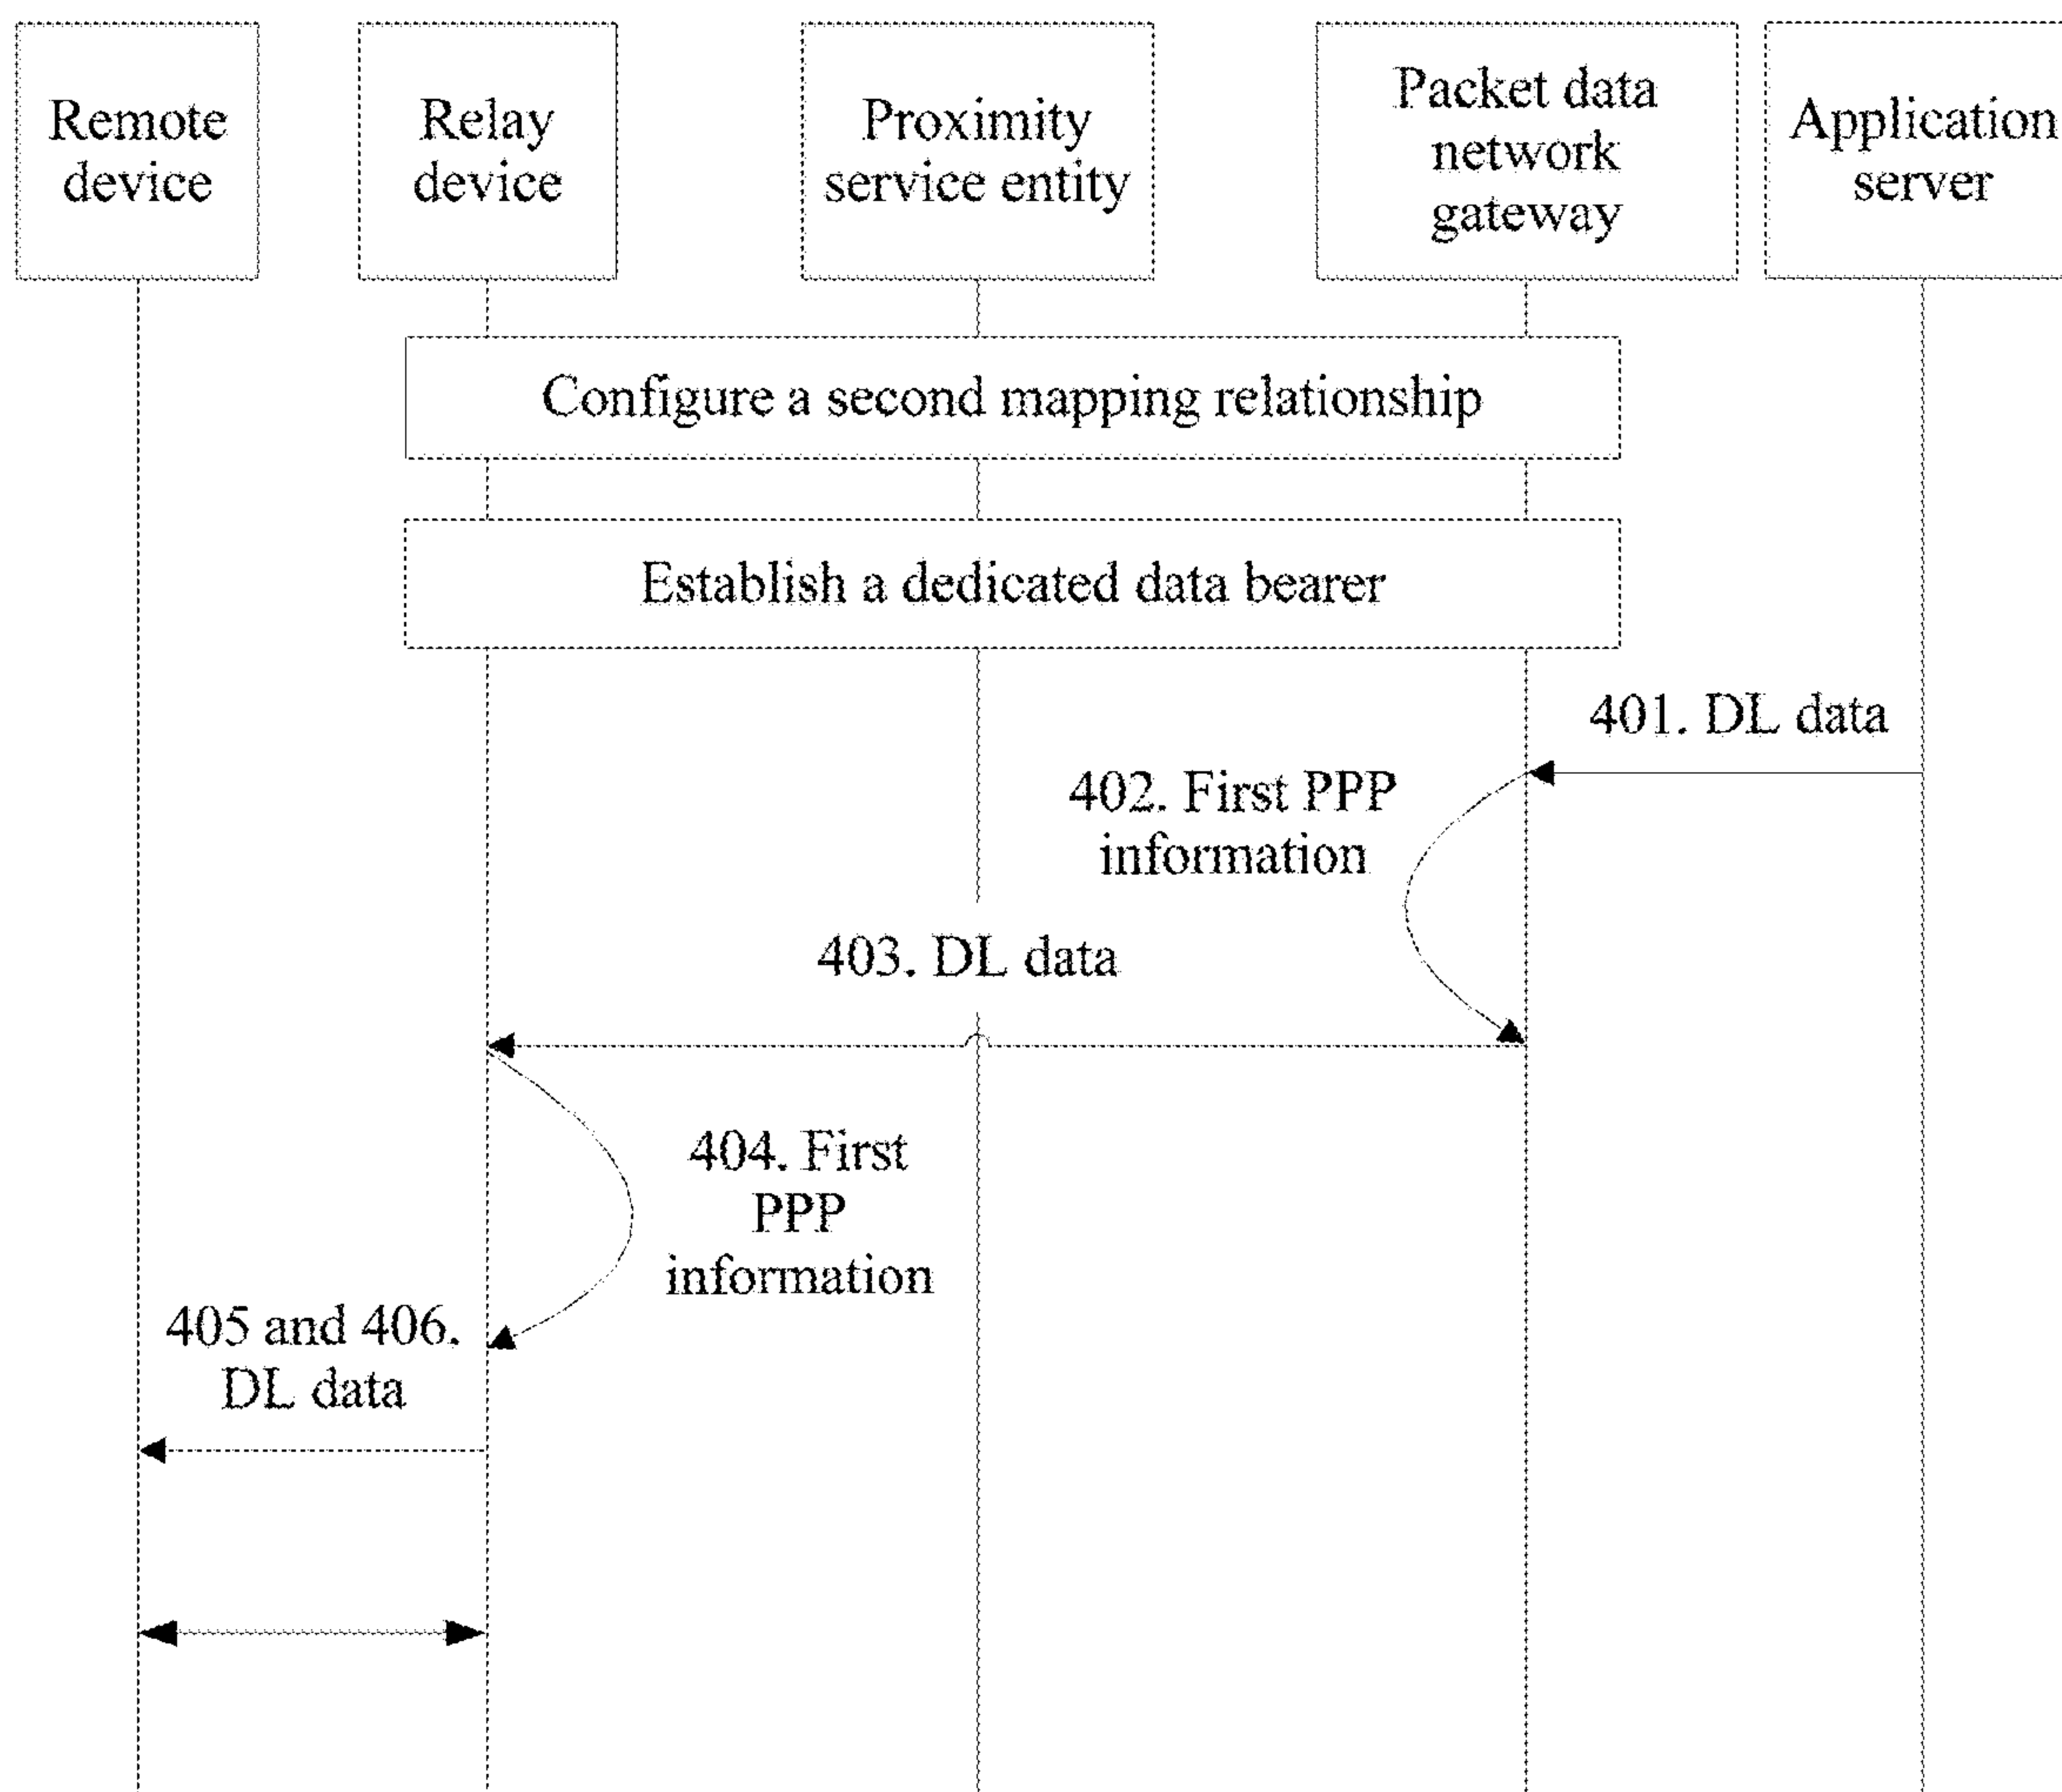 Remote
device
Relay
device
Proximity
service entity
Packet data
network
gateway
Application
server
Configure a second mapping relationship
Establish a dedicated data bearer
401. DL data
402. First PPP
information
403. DL data
404. First
PPP
information
405 and 406.
DL data